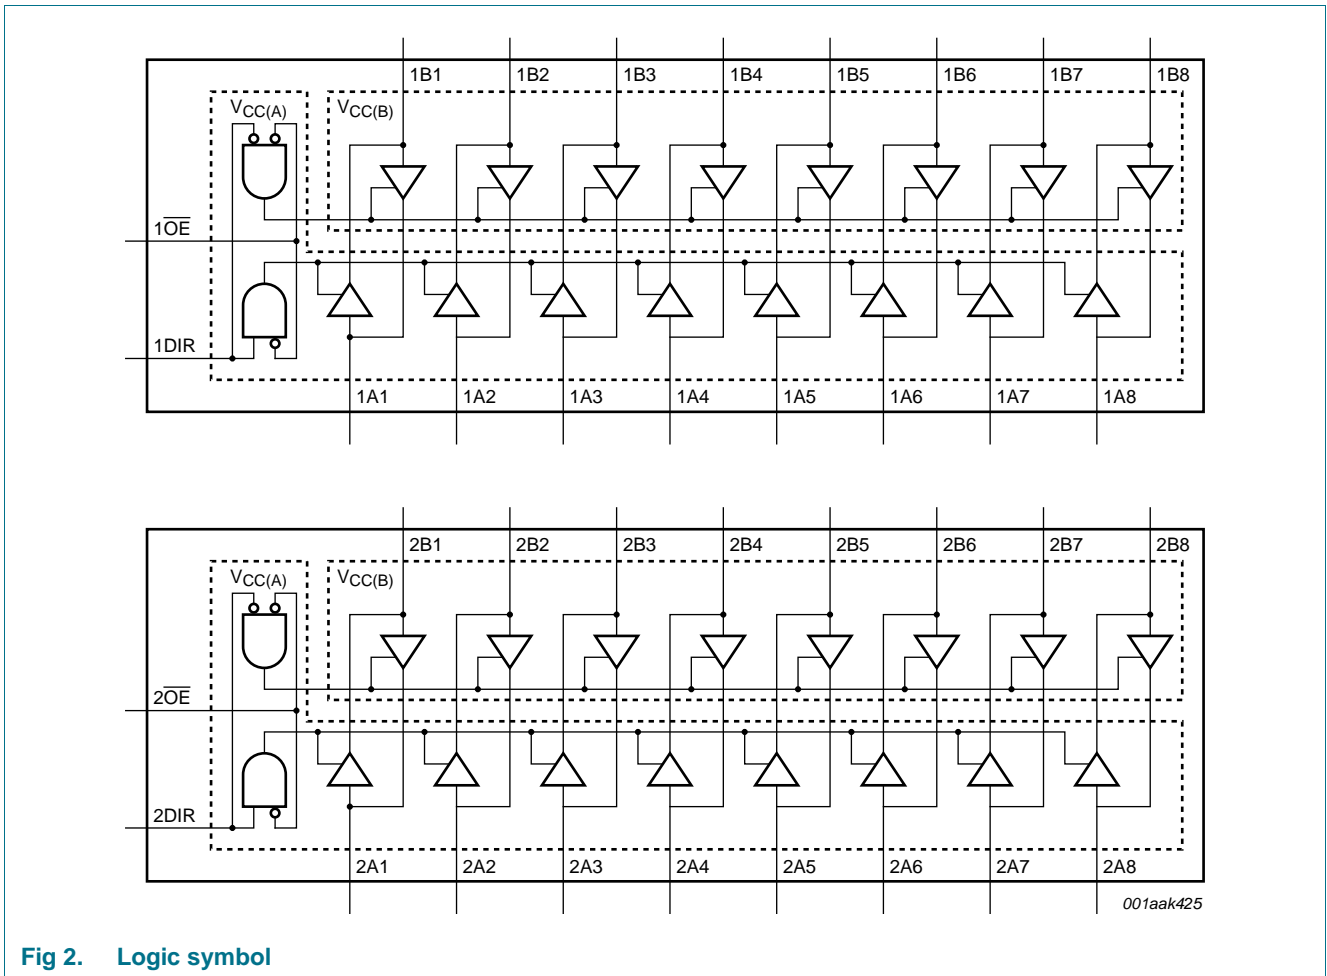 1B1 1B2 1B3 1B4 1B5 1B6 1B7 1B8
VCC(A) VCC(B)
1O̅E̅
1DIR
1A1 1A2 1A3 1A4 1A5 1A6 1A7 1A8
2B1 2B2 2B3 2B4 2B5 2B6 2B7 2B8
VCC(A) VCC(B)
2O̅E̅
2DIR
2A1 2A2 2A3 2A4 2A5 2A6 2A7 2A8
001aak425
Fig 2. Logic symbol